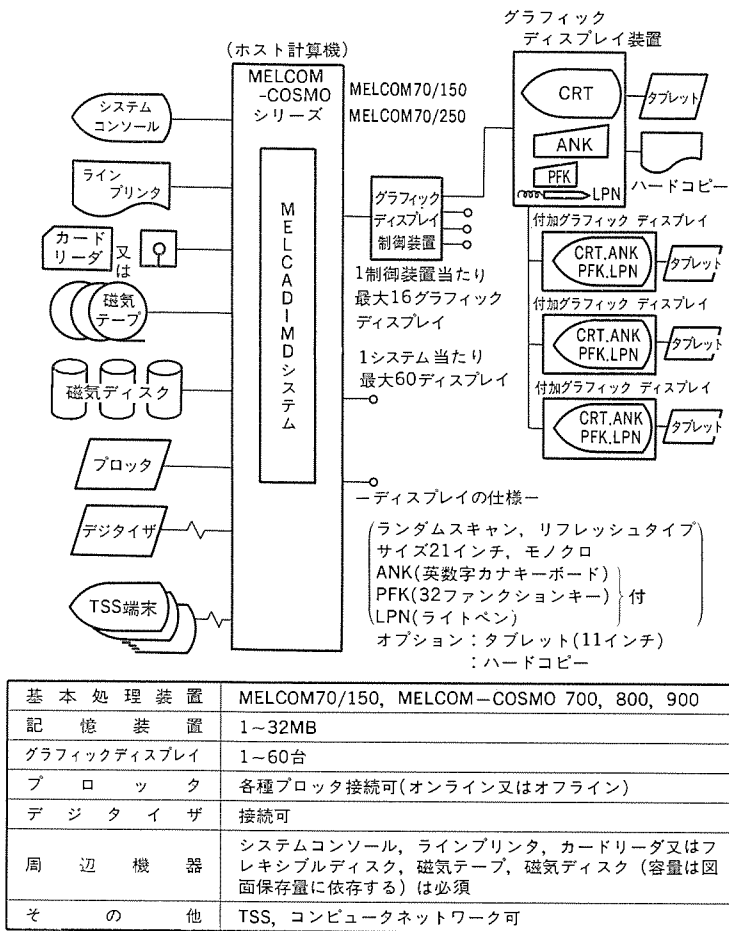 グラフィック
ディスプレイ装置
(ホスト計算機)
MELCOM
-COSMO
シリーズ
MELCOM70/150
MELCOM70/250
MELCADIMDシステム
システム
コンソール
ライン
プリンタ
カード
リーダ
又は
磁気
テープ
磁気ディスク
プロッタ
デジタイザ
TSS端末
グラフィック
ディスプレイ
制御装置
1制御装置当たり
最大16グラフィック
ディスプレイ
1システム当たり
最大60ディスプレイ
CRT
ANK
PFK
LPN
タブレット
ハードコピー
付加グラフィック ディスプレイ
CRT.ANK
PFK.LPN
タブレット
付加グラフィック ディスプレイ
CRT.ANK
PFK.LPN
タブレット
付加グラフィック ディスプレイ
CRT.ANK
PFK.LPN
タブレット
−ディスプレイの仕様−
ランダムスキャン, リフレッシュタイプ
サイズ21インチ, モノクロ
ANK(英数字カナキーボード)
PFK(32ファンクションキー) 付
LPN(ライトペン)
オプション:タブレット(11インチ)
:ハードコピー
基本処理装置 MELCOM70/150, MELCOM−COSMO 700, 800, 900
記憶装置 1~32MB
グラフィックディスプレイ 1~60台
プロッタ 各種プロッタ接続可(オンライン又はオフライン)
デジタイザ 接続可
周辺機器 システムコンソール, ラインプリンタ, カードリーダ又はフ
レキシブルディスク, 磁気テープ, 磁気ディスク (容量は図
面保存量に依存する) は必須
その他 TSS, コンピュータネットワーク可